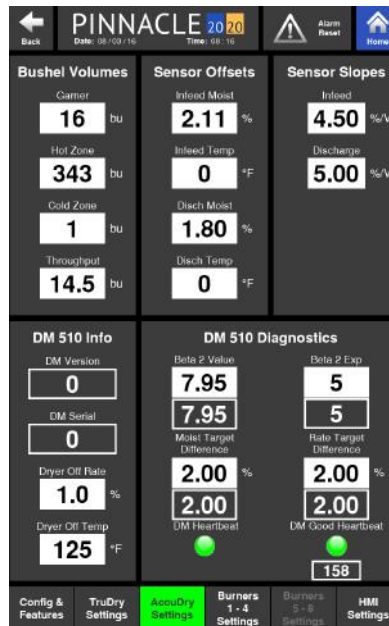 Back
PINNACLE 20 20
Date: 08/03/16 Time: 08:16
Alarm
Reset
Home
Bushel Volumes
Garner
16 bu
Hot Zone
343 bu
Cold Zone
1 bu
Throughput
14.5 bu
Sensor Offsets
Infeed Moist
2.11 %
Infeed Temp
0 °F
Disch Moist
1.80 %
Disch Temp
0 °F
Sensor Slopes
Infeed
4.50 %/V
Discharge
5.00 %/V
DM 510 Info
DM Version
0
DM Serial
0
Dryer Off Rate
1.0 %
Dryer Off Temp
125 °F
DM 510 Diagnostics
Beta 2 Value
7.95
7.95
Moist Target
Difference
2.00 %
2.00
DM Heartbeat
Beta 2 Exp
5
5
Rate Target
Difference
2.00 %
2.00
DM Good Heartbeat
158
Config &
Features
TruDry
Settings
AccuDry
Settings
Burners
1 - 4
Settings
Burners
5 - 8
Settings
HMI
Settings